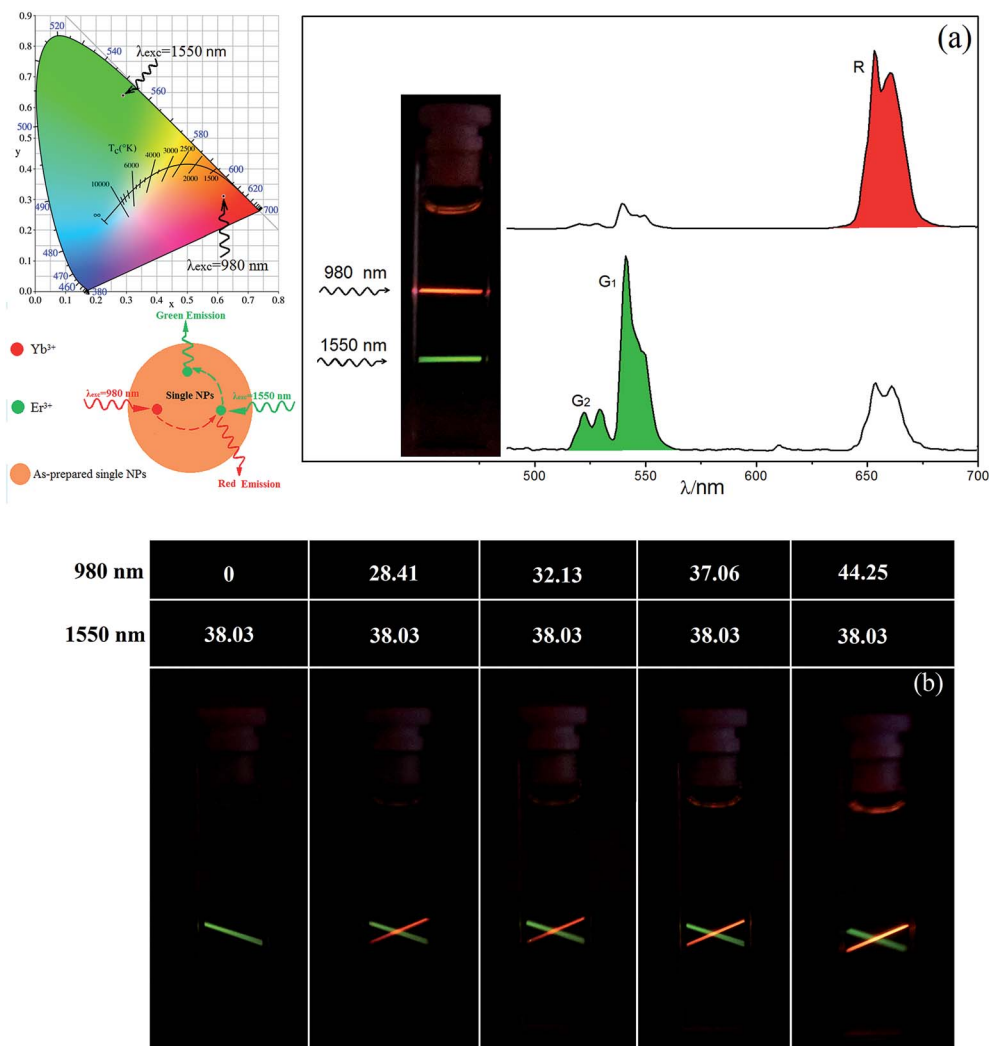 0.9
520
0.8
540
λexc=1550 nm
0.7
560
0.6
500
y
0.5
580
Tc(°K)
0.4
6000 4000 3000 2500
600
10000
2000 1500
620
0.3
490
∞
700
0.2
480
0.1
λexc=980 nm
470
460
380
0.0
0.0 0.1 0.2 0.3 0.4 0.5 0.6 0.7 0.8
x
Green Emission
Yb³⁺
Single NPs
λexc=980 nm
λexc=1550 nm
Er³⁺
As-prepared single NPs
Red Emission
(a)
R
980 nm
G₁
1550 nm
G₂
500 550 600 650 700
λ/nm
980 nm 0 28.41 32.13 37.06 44.25
1550 nm 38.03 38.03 38.03 38.03 38.03
(b)